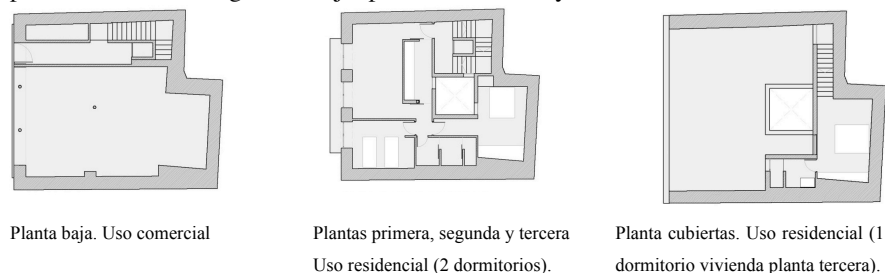 Planta baja. Uso comercial
Plantas primera, segunda y tercera
Uso residencial (2 dormitorios).
Planta cubiertas. Uso residencial (1
dormitorio vivienda planta tercera).